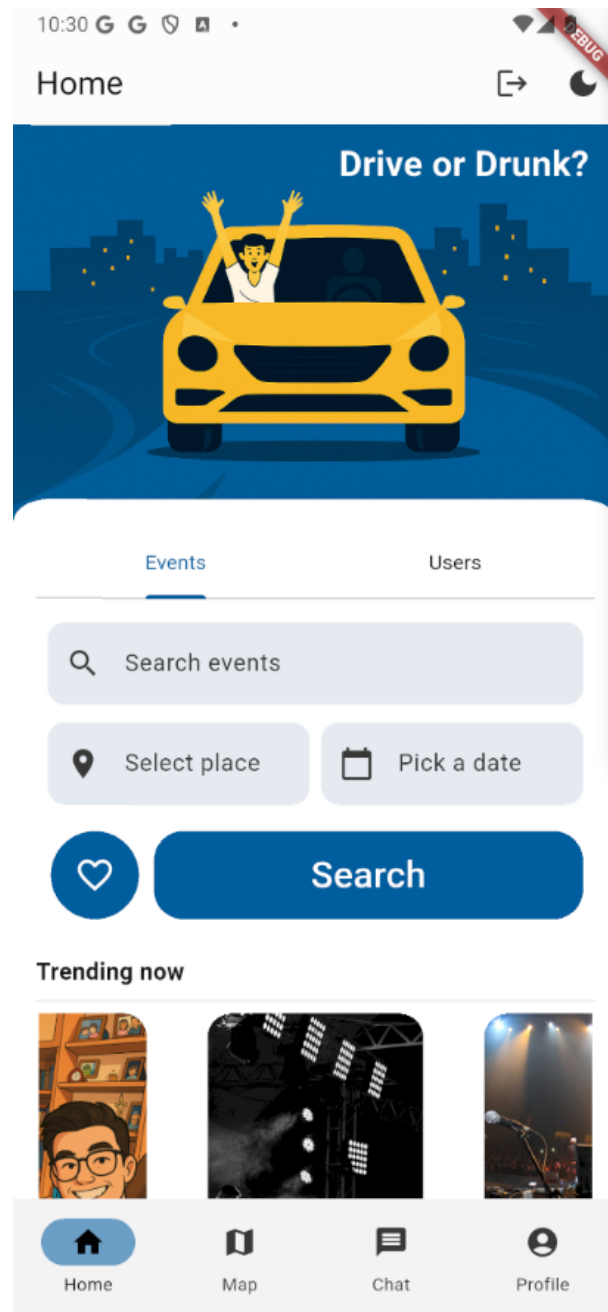 10:30 G G
DEBUG
Home
Drive or Drunk?
Events Users
Search events
Select place Pick a date
Search
Trending now
Home Map Chat Profile